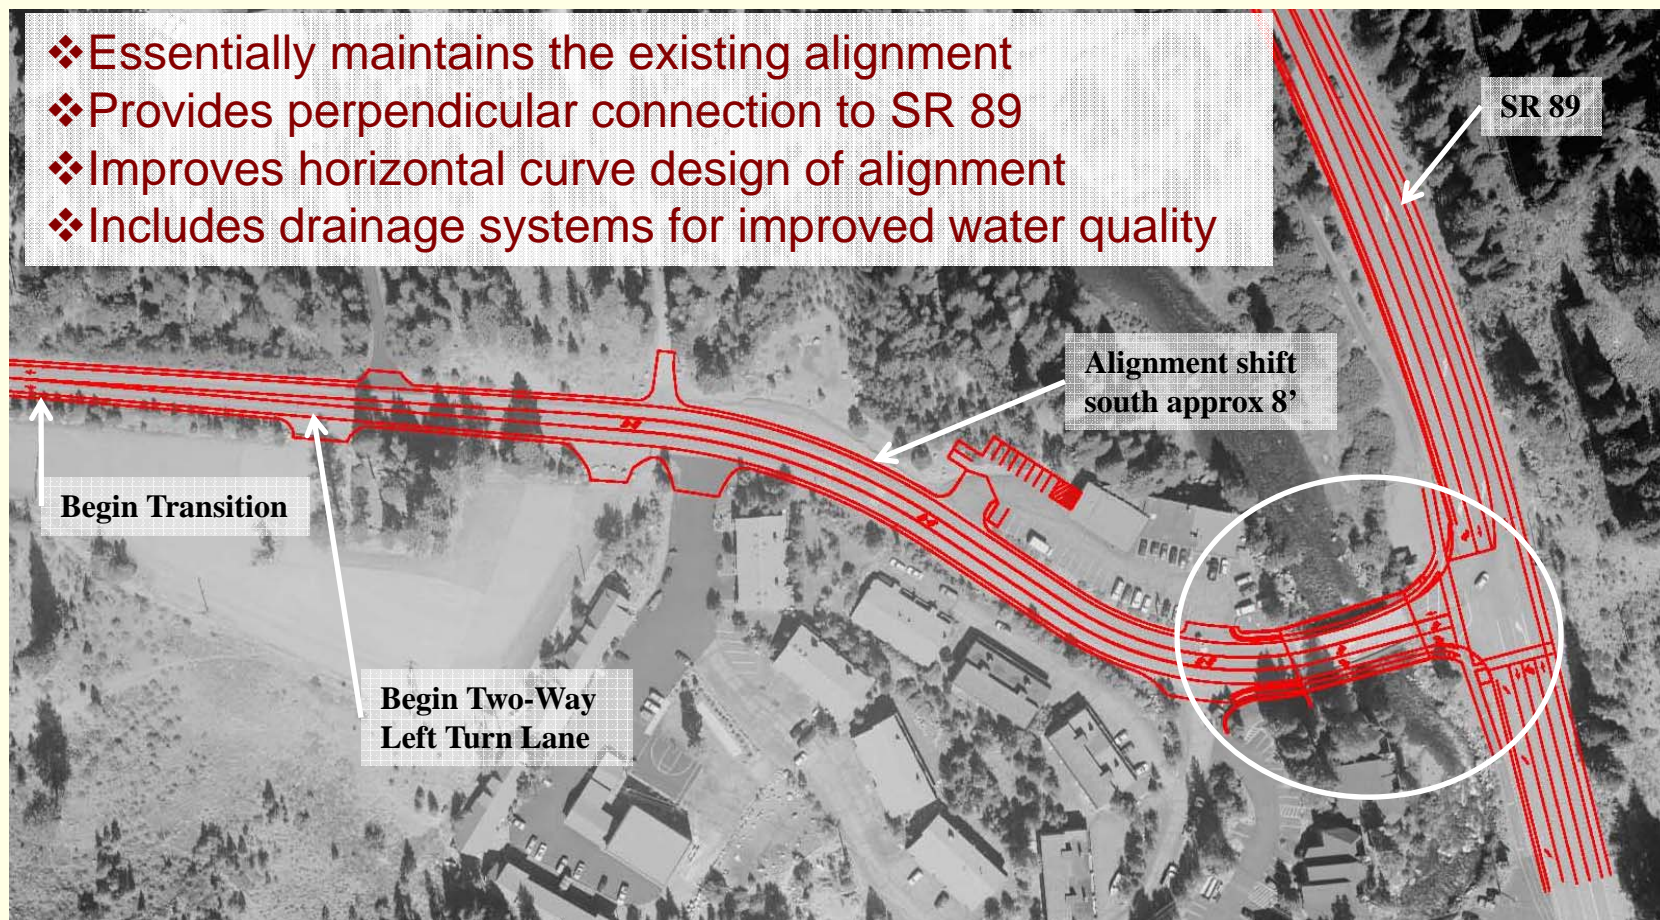 ❖Essentially maintains the existing alignment
❖Provides perpendicular connection to SR 89
❖Improves horizontal curve design of alignment
❖Includes drainage systems for improved water quality
SR 89
Alignment shift
south approx 8’
Begin Transition
Begin Two-Way
Left Turn Lane